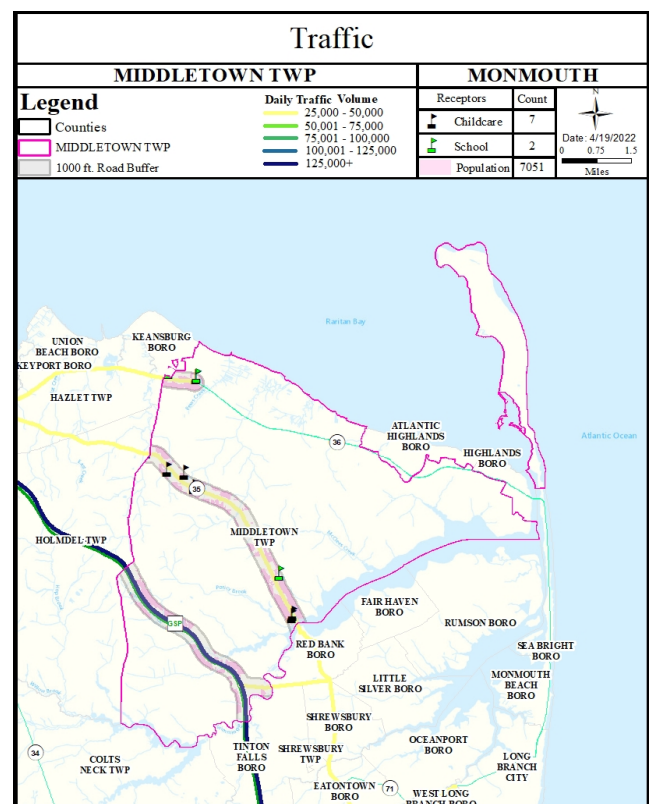 Traffic
MIDDLETOWN TWP
MONMOUTH
Legend
Counties
MIDDLETOWN TWP
1000 ft. Road Buffer
Daily Traffic Volume
25,000 - 50,000
50,001 - 75,000
75,001 - 100,000
100,001 - 125,000
125,000+
Receptors Count
Childcare 7
School 2
Population 7051
N
Date: 4/19/2022
0 0.75 1.5
Miles
Raritan Bay
UNION
BEACH BORO
KEANSBURG
BORO
KEYPORT BORO
HAZLET TWP
36
ATLANTIC
HIGHLANDS
BORO
Atlantic Ocean
HIGHLANDS
BORO
35
MIDDLETOWN
TWP
HOLMDEL TWP
FAIR HAVEN
BORO
GSP
RUMSON BORO
RED BANK
BORO
SEA BRIGHT
BORO
LITTLE
SILVER BORO
MONMOUTH
BEACH
BORO
SHREWSBURY
BORO
OCEANPORT
BORO
34
COLTS
NECK TWP
TINTON
FALLS
BORO
SHREWSBURY
TWP
LONG
BRANCH
CITY
EATONTOWN
BORO
71
WEST LONG
BRANCH BORO